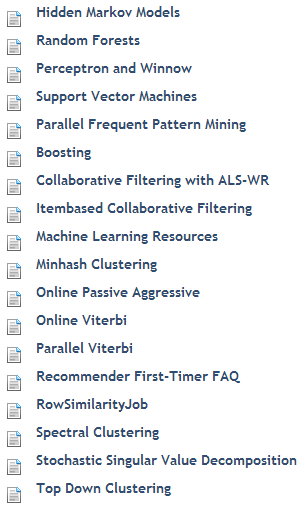 Hidden Markov Models
Random Forests
Perceptron and Winnow
Support Vector Machines
Parallel Frequent Pattern Mining
Boosting
Collaborative Filtering with ALS-WR
Itembased Collaborative Filtering
Machine Learning Resources
Minhash Clustering
Online Passive Aggressive
Online Viterbi
Parallel Viterbi
Recommender First-Timer FAQ
RowSimilarityJob
Spectral Clustering
Stochastic Singular Value Decomposition
Top Down Clustering